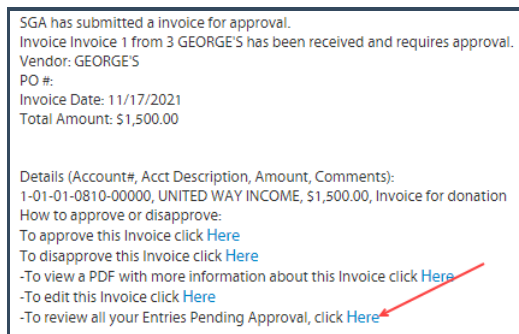 SGA has submitted a invoice for approval.
Invoice Invoice 1 from 3 GEORGE'S has been received and requires approval.
Vendor: GEORGE'S
PO #:
Invoice Date: 11/17/2021
Total Amount: $1,500.00
Details (Account#, Acct Description, Amount, Comments):
1-01-01-0810-00000, UNITED WAY INCOME, $1,500.00, Invoice for donation
How to approve or disapprove:
To approve this Invoice click Here
To disapprove this Invoice click Here
-To view a PDF with more information about this Invoice click Here
-To edit this Invoice click Here
-To review all your Entries Pending Approval, click Here